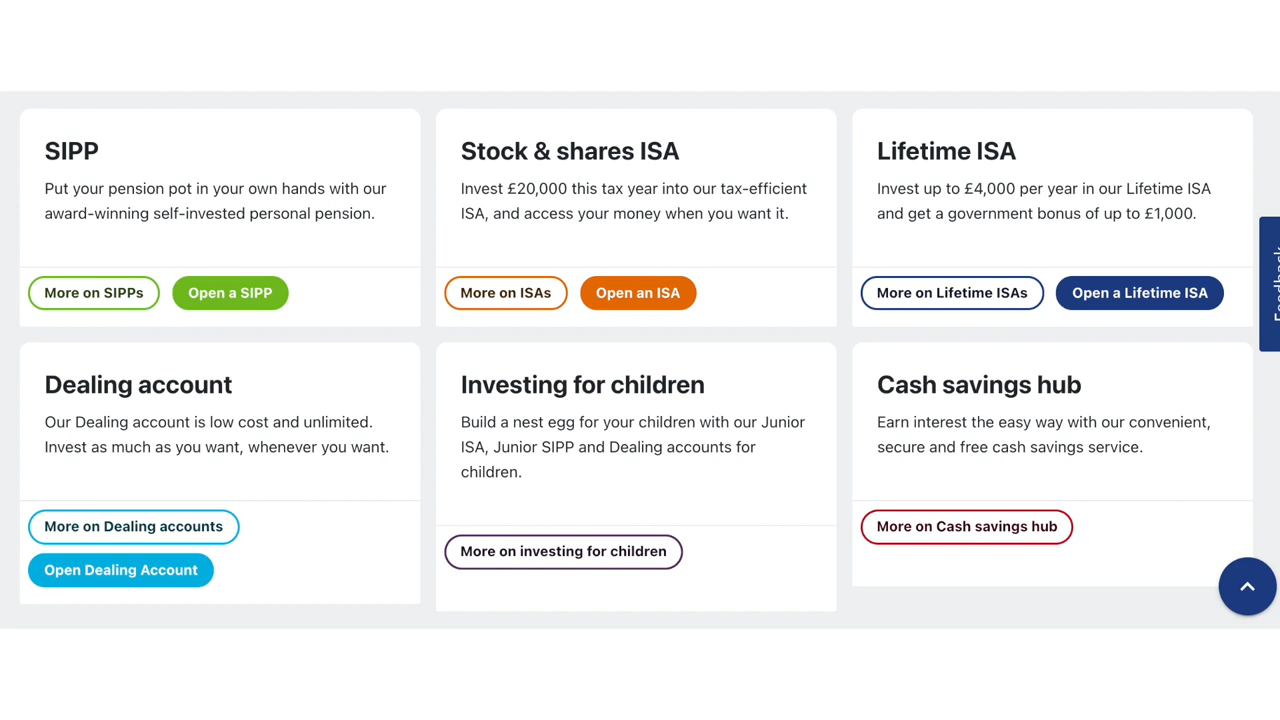 SIPP
Put your pension pot in your own hands with our
award-winning self-invested personal pension.
More on SIPPs
Open a SIPP
Stock & shares ISA
Invest £20,000 this tax year into our tax-efficient
ISA, and access your money when you want it.
More on ISAs
Open an ISA
Lifetime ISA
Invest up to £4,000 per year in our Lifetime ISA
and get a government bonus of up to £1,000.
More on Lifetime ISAs
Open a Lifetime ISA
Feedback
Dealing account
Our Dealing account is low cost and unlimited.
Invest as much as you want, whenever you want.
More on Dealing accounts
Open Dealing Account
Investing for children
Build a nest egg for your children with our Junior
ISA, Junior SIPP and Dealing accounts for
children.
More on investing for children
Cash savings hub
Earn interest the easy way with our convenient,
secure and free cash savings service.
More on Cash savings hub